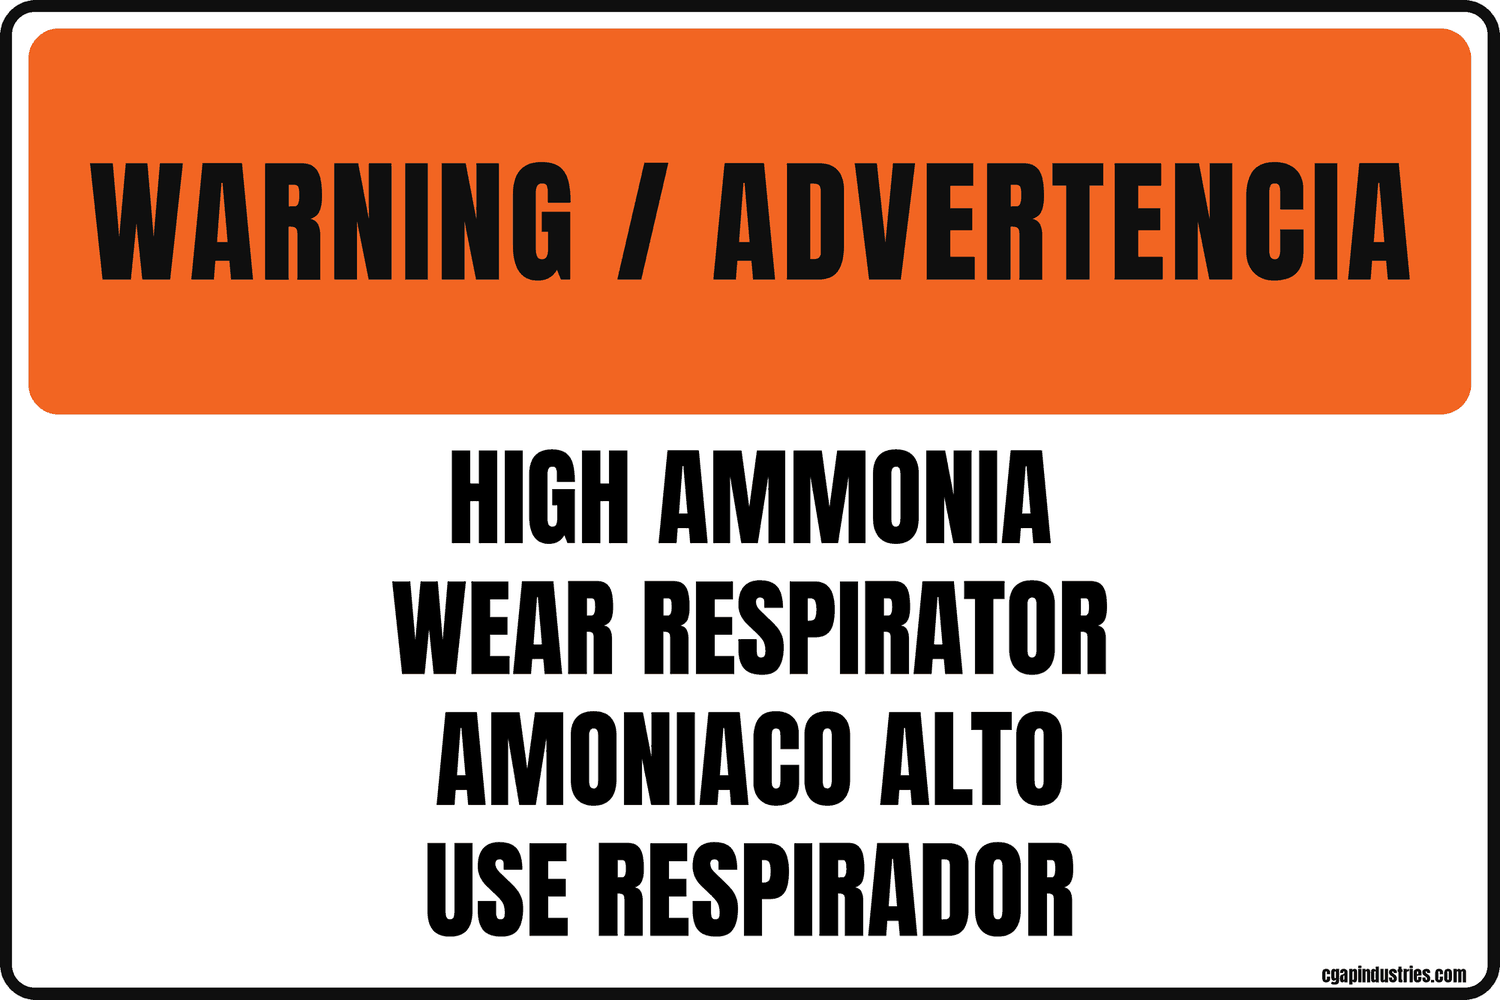 WARNING / ADVERTENCIA
HIGH AMMONIA
WEAR RESPIRATOR
AMONIACO ALTO
USE RESPIRADOR
cgapindustries.com